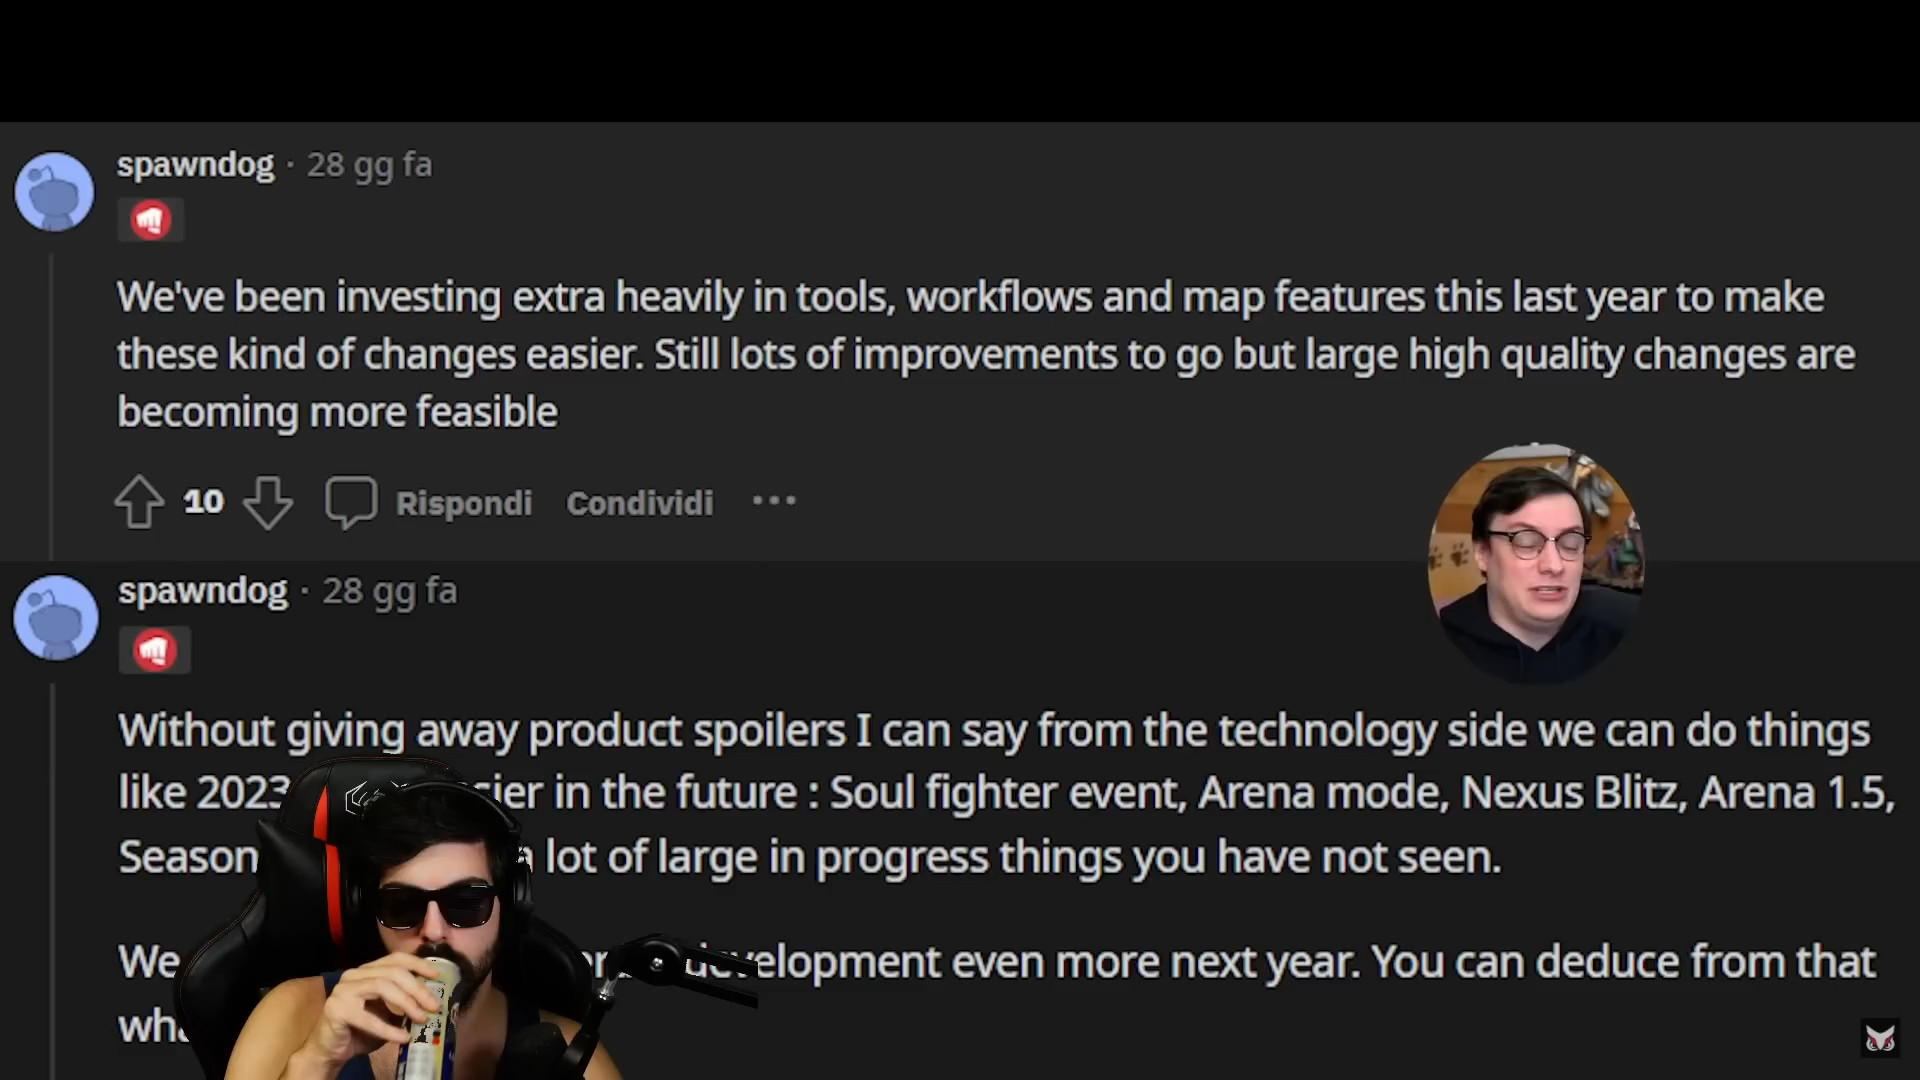 spawndog · 28 gg fa
We've been investing extra heavily in tools, workflows and map features this last year to make
these kind of changes easier. Still lots of improvements to go but large high quality changes are
becoming more feasible
10 Rispondi Condividi ···
spawndog · 28 gg fa
Without giving away product spoilers I can say from the technology side we can do things
like 2023 in the future : Soul fighter event, Arena mode, Nexus Blitz, Arena 1.5,
Season lot of large in progress things you have not seen.
We development even more next year. You can deduce from that